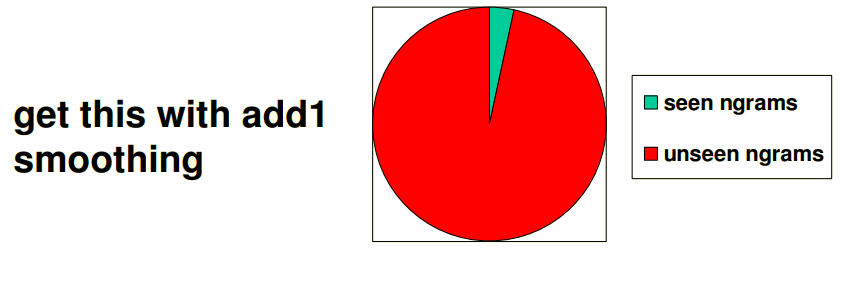 get this with add1
smoothing
seen ngrams
unseen ngrams